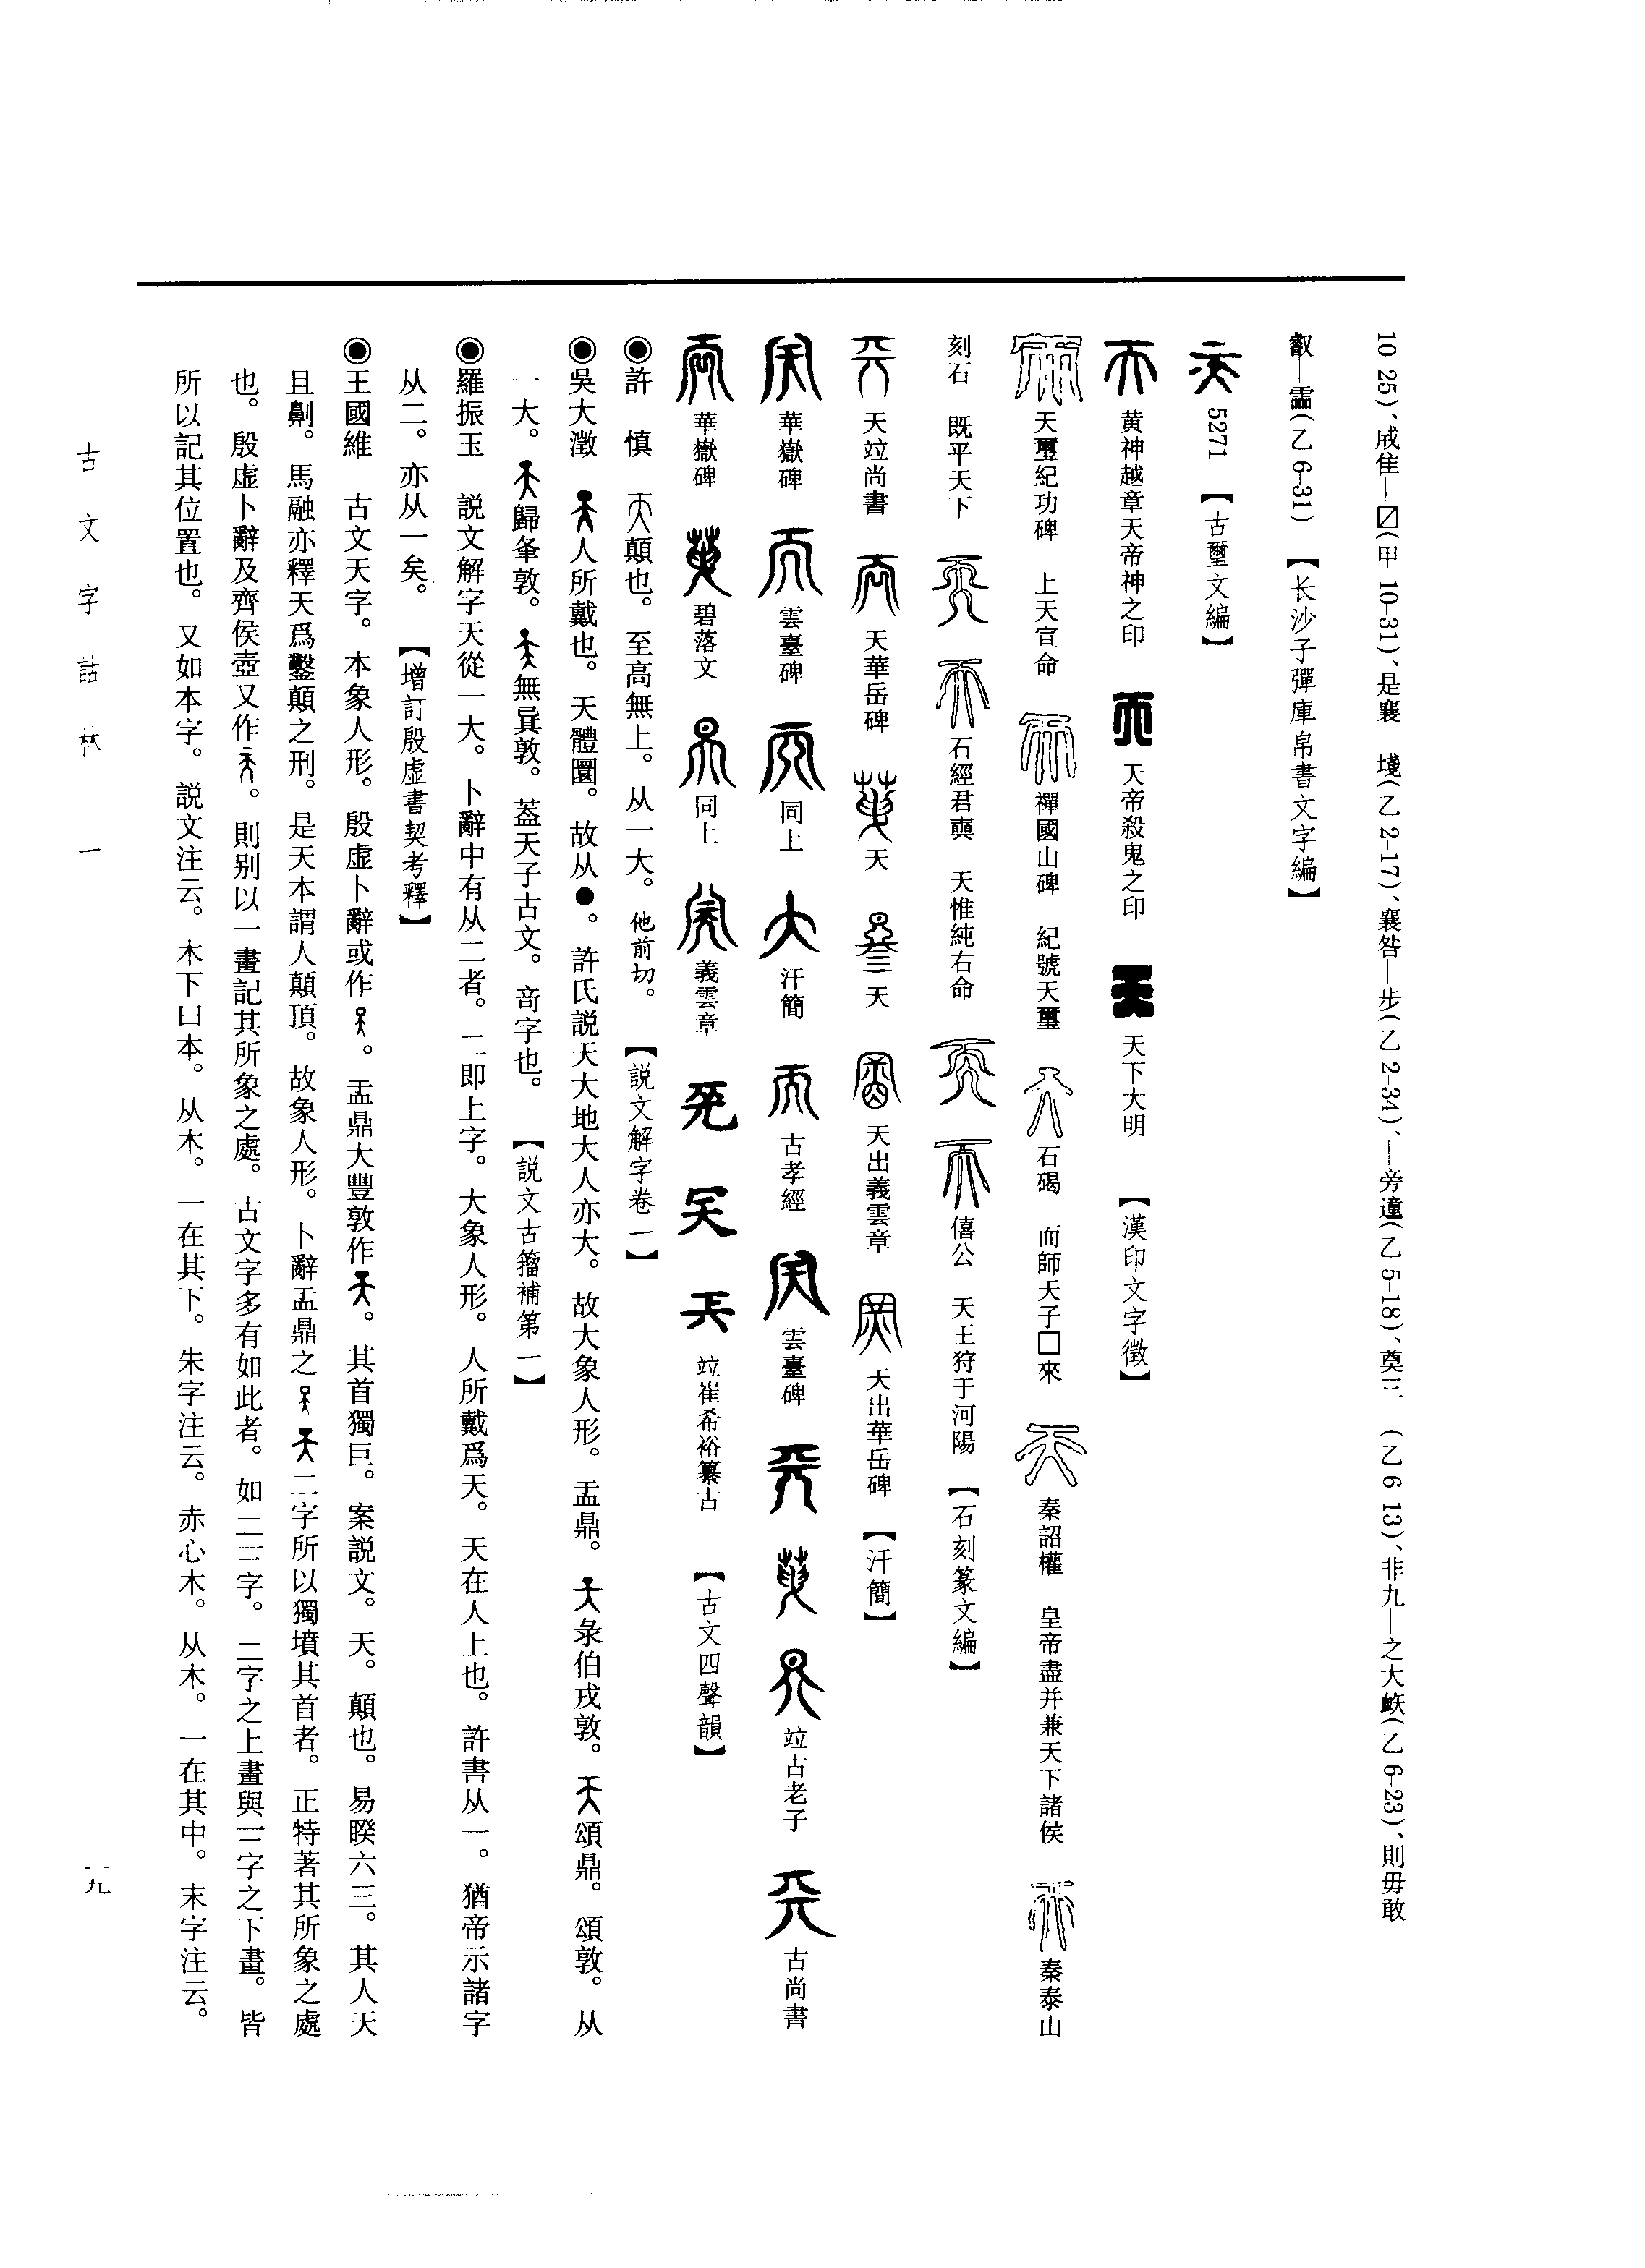 10-25)、咸隹—〼(甲 10-31)、是襄—㙻(乙 2-17)、襄咎—步(乙 2-34)、—旁(乙 5-18)、奠三—(乙 6-13)、非九—之大(乙 6-23)、則毋敢
叡—霝(乙 6-31) 【长沙子彈庫帛書文字編】
5271 【古璽文編】
黄神越章天帝神之印 天帝殺鬼之印 天下大明 【漢印文字徵】
天璽紀功碑 上天宣命 禪國山碑 紀號天璽 石碣 而師天子□來 秦詔權 皇帝盡并兼天下諸侯 秦泰山
刻石 既平天下 石經君奭 天惟純右命 僖公 天王狩于河陽 【石刻篆文編】
天竝尚書 天華岳碑 天 天 天出義雲章 天出華岳碑 【汗簡】
華嶽碑 雲臺碑 同上 汗簡 古孝經 雲臺碑 竝古老子 古尚書
華嶽碑 碧落文 同上 義雲章 竝崔希裕纂古 【古文四聲韻】
◉許 慎 顛也。至高無上。从一大。他前切。 【説文解字卷一】
◉吳大澂 人所戴也。天體圜。故从●。許氏説天大地大人亦大。故大象人形。盂鼎。 彔伯戎敦。 頌鼎。頌敦。从
一大。 歸夆敦。 無㠱敦。葢天子古文。奇字也。 【説文古籀補第一】
◉羅振玉 説文解字天從一大。卜辭中有从二者。二即上字。大象人形。人所戴爲天。天在人上也。許書从一。猶帝示諸字
从二。亦从一矣。 【增訂殷虚書契考釋】
◉王國維 古文天字。本象人形。殷虚卜辭或作 。盂鼎大豐敦作 。其首獨巨。案説文。天。顛也。易睽六三。其人天
且劓。馬融亦釋天爲鑿顛之刑。是天本謂人顛頂。故象人形。卜辭盂鼎之 二字所以獨墳其首者。正特著其所象之處
也。殷虚卜辭及齊侯壺又作 。則别以一畫記其所象之處。古文字多有如此者。如二二字。二字之上畫與二字之下畫。皆
所以記其位置也。又如本字。説文注云。木下曰本。从木。一在其下。朱字注云。赤心木。从木。一在其中。末字注云。
古文字詁林 一
一九